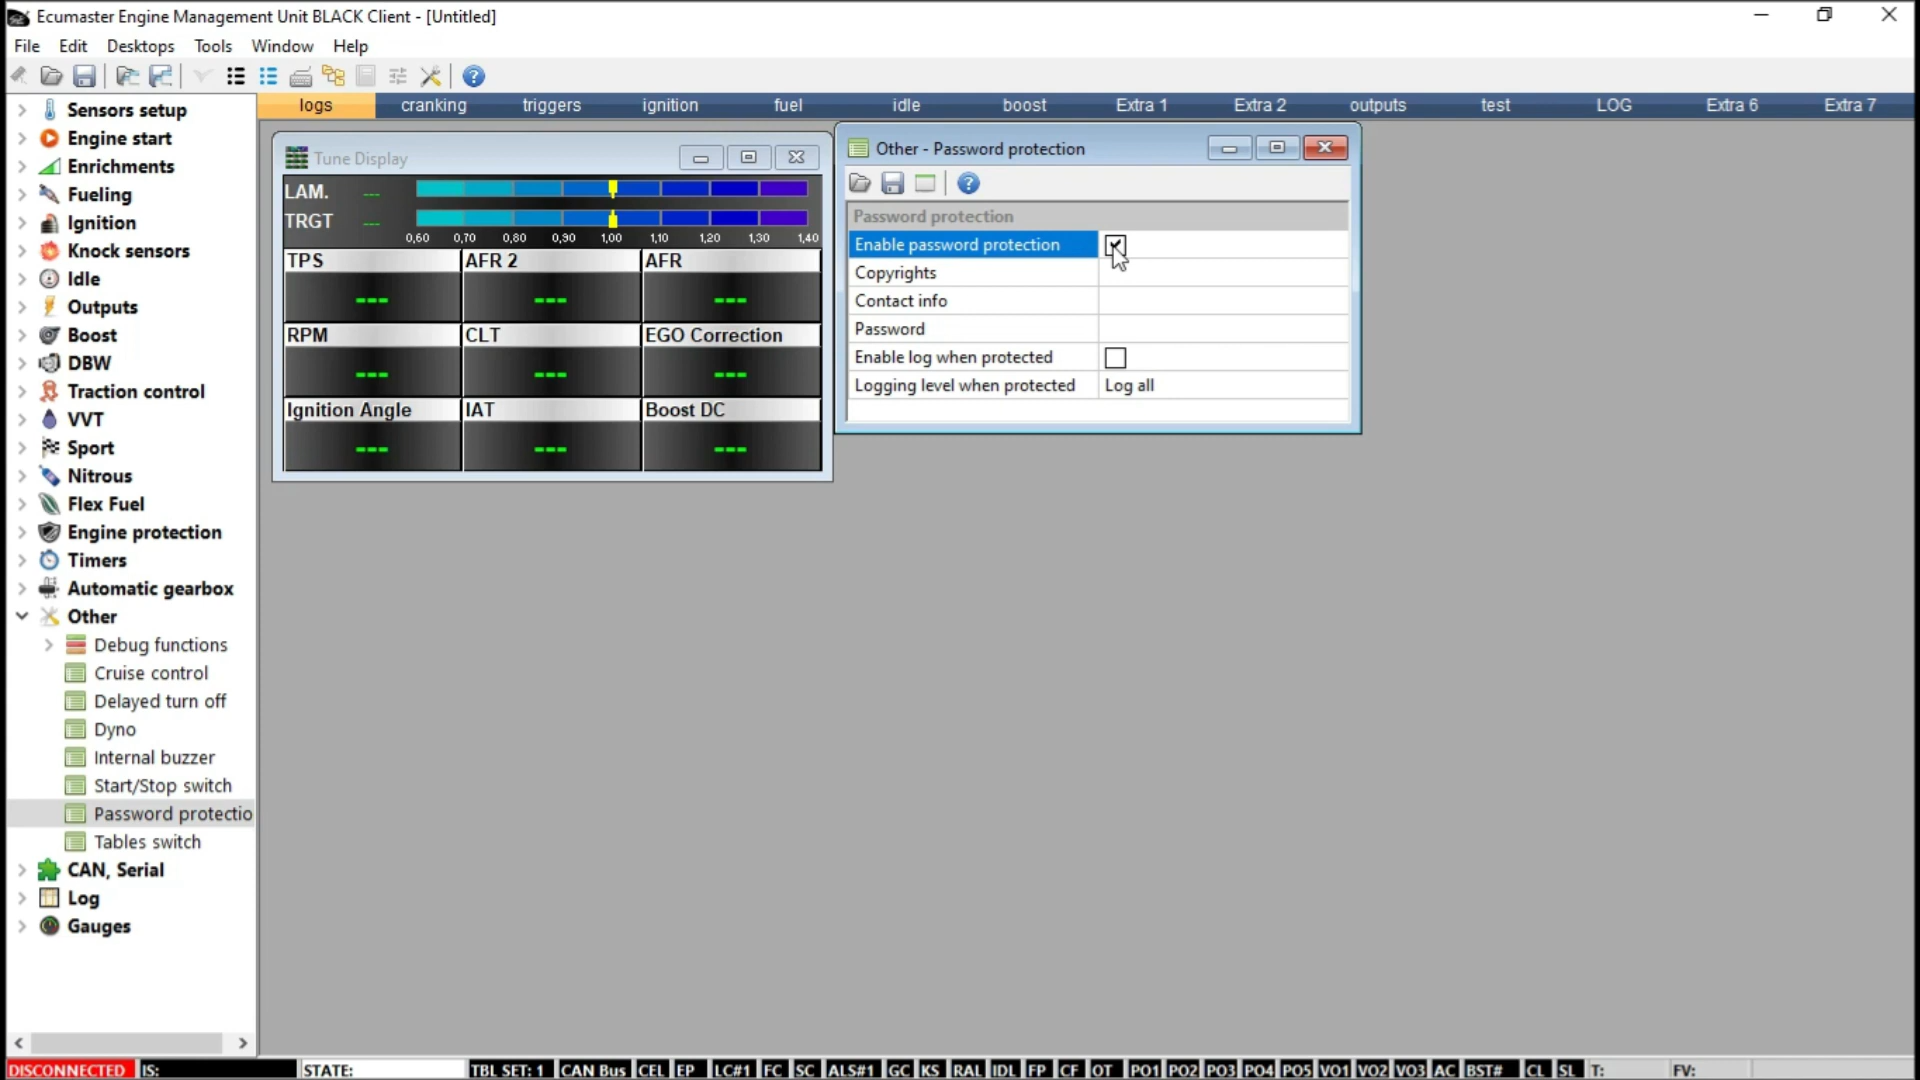 Ecumaster Engine Management Unit BLACK Client - [Untitled]
File Edit Desktops Tools Window Help
logs cranking triggers ignition fuel idle boost Extra 1 Extra 2 outputs test LOG Extra 6 Extra 7
Sensors setup
Engine start
Enrichments
Fueling
Ignition
Knock sensors
Idle
Outputs
Boost
DBW
Traction control
VVT
Sport
Nitrous
Flex Fuel
Engine protection
Timers
Automatic gearbox
Other
Debug functions
Cruise control
Delayed turn off
Dyno
Internal buzzer
Start/Stop switch
Password protectio
Tables switch
CAN, Serial
Log
Gauges
Tune Display
LAM. ---
TRGT ---
0,60 0,70 0,80 0,90 1,00 1,10 1,20 1,30 1,40
TPS AFR 2 AFR
--- --- ---
RPM CLT EGO Correction
--- --- ---
Ignition Angle IAT Boost DC
--- --- ---
Other - Password protection
Password protection
Enable password protection
Copyrights
Contact info
Password
Enable log when protected
Logging level when protected Log all
DISCONNECTED IS: STATE: TBL SET: 1 CAN Bus CEL EP LC#1 FC SC ALS#1 GC KS RAL IDL FP CF OT PO1 PO2 PO3 PO4 PO5 VO1 VO2 VO3 AC BST# CL SL T: FV: